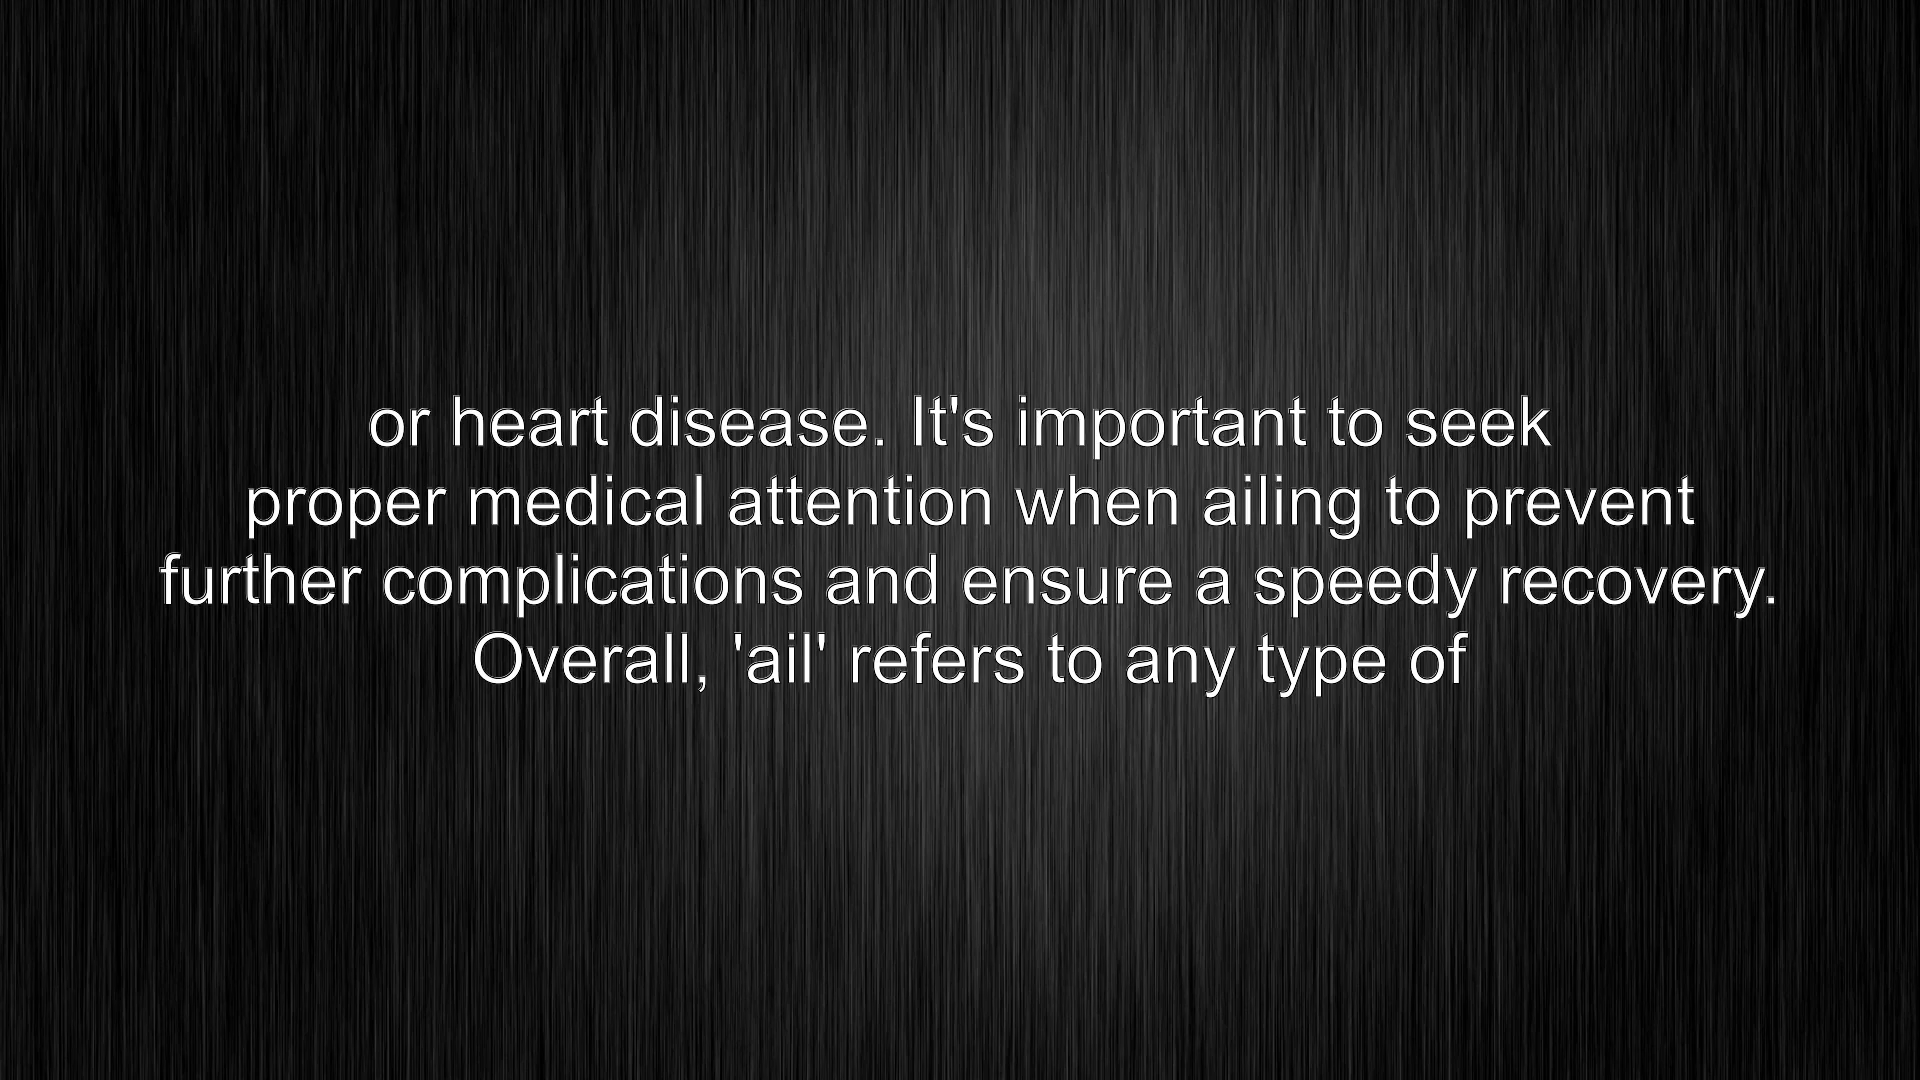 or heart disease. It's important to seek
proper medical attention when ailing to prevent
further complications and ensure a speedy recovery.
Overall, 'ail' refers to any type of